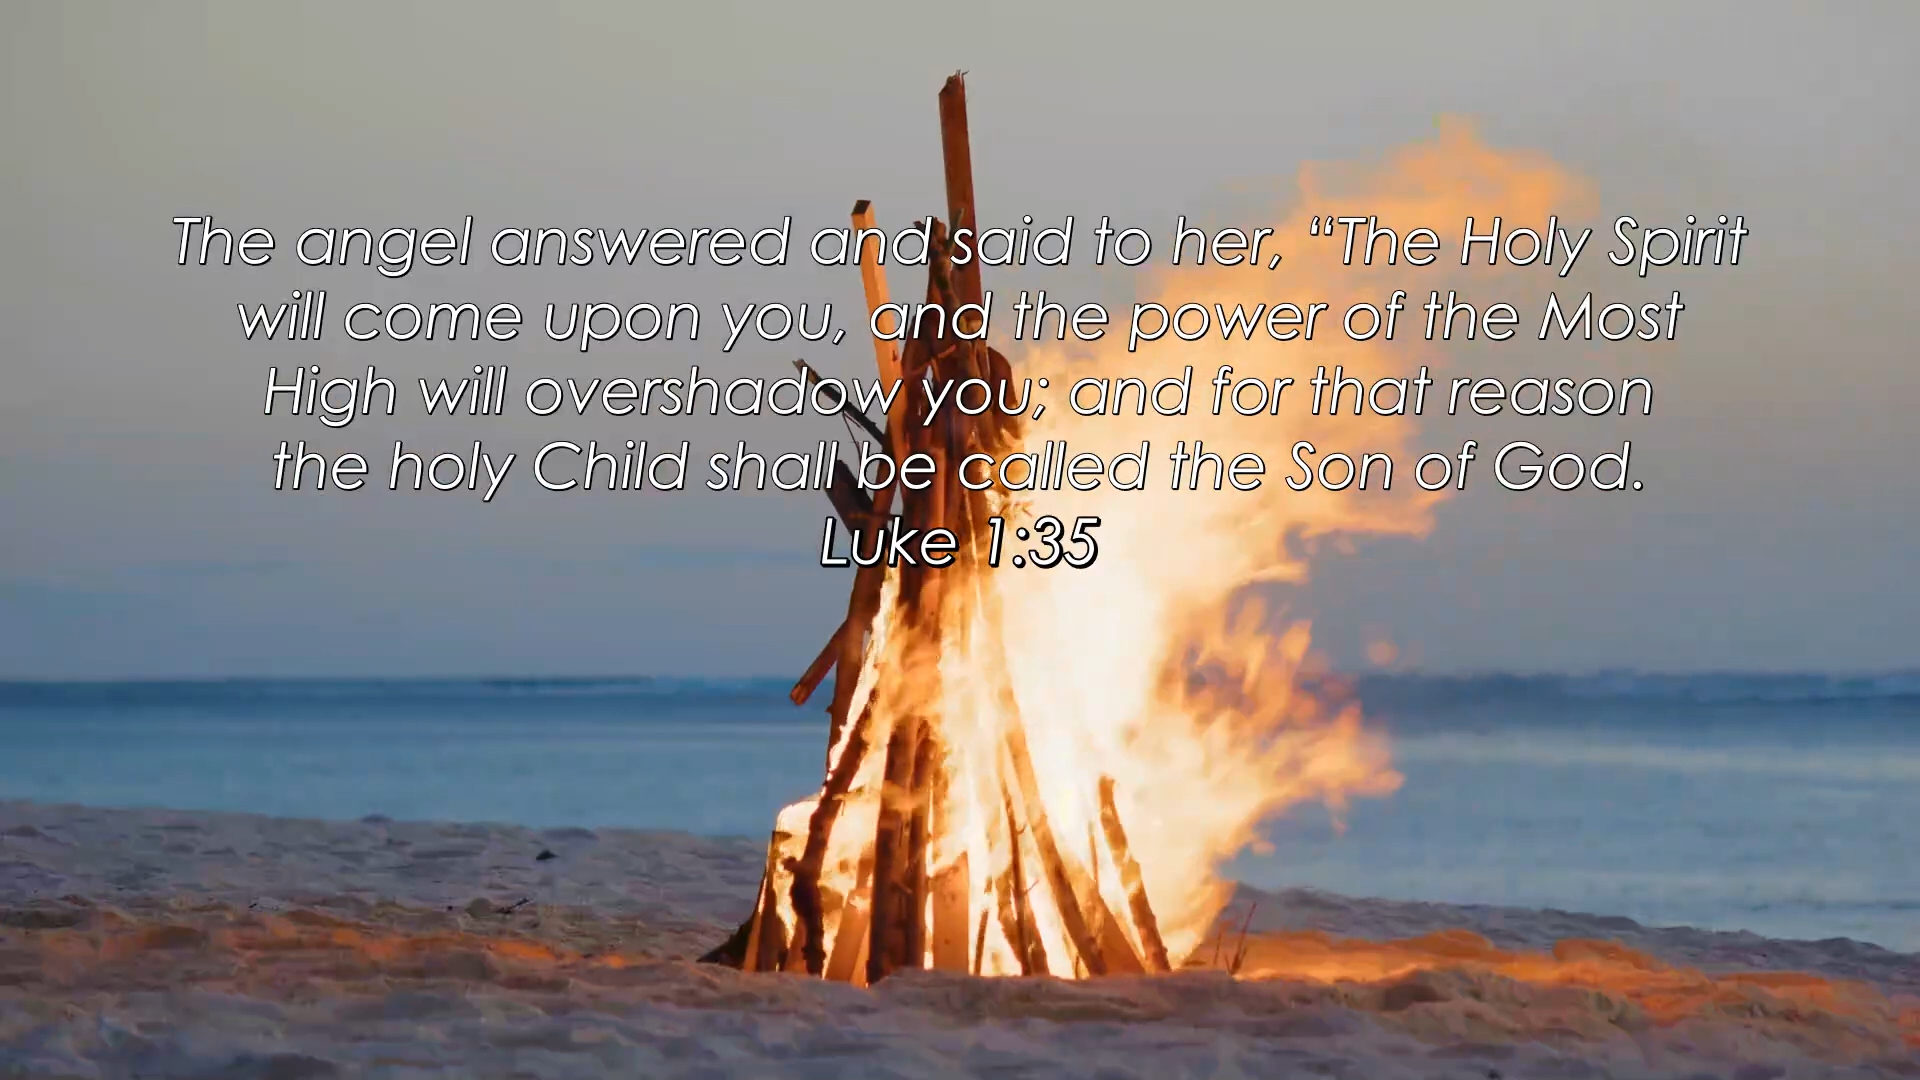 The angel answered and said to her, “The Holy Spirit
will come upon you, and the power of the Most
High will overshadow you; and for that reason
the holy Child shall be called the Son of God.
Luke 1:35